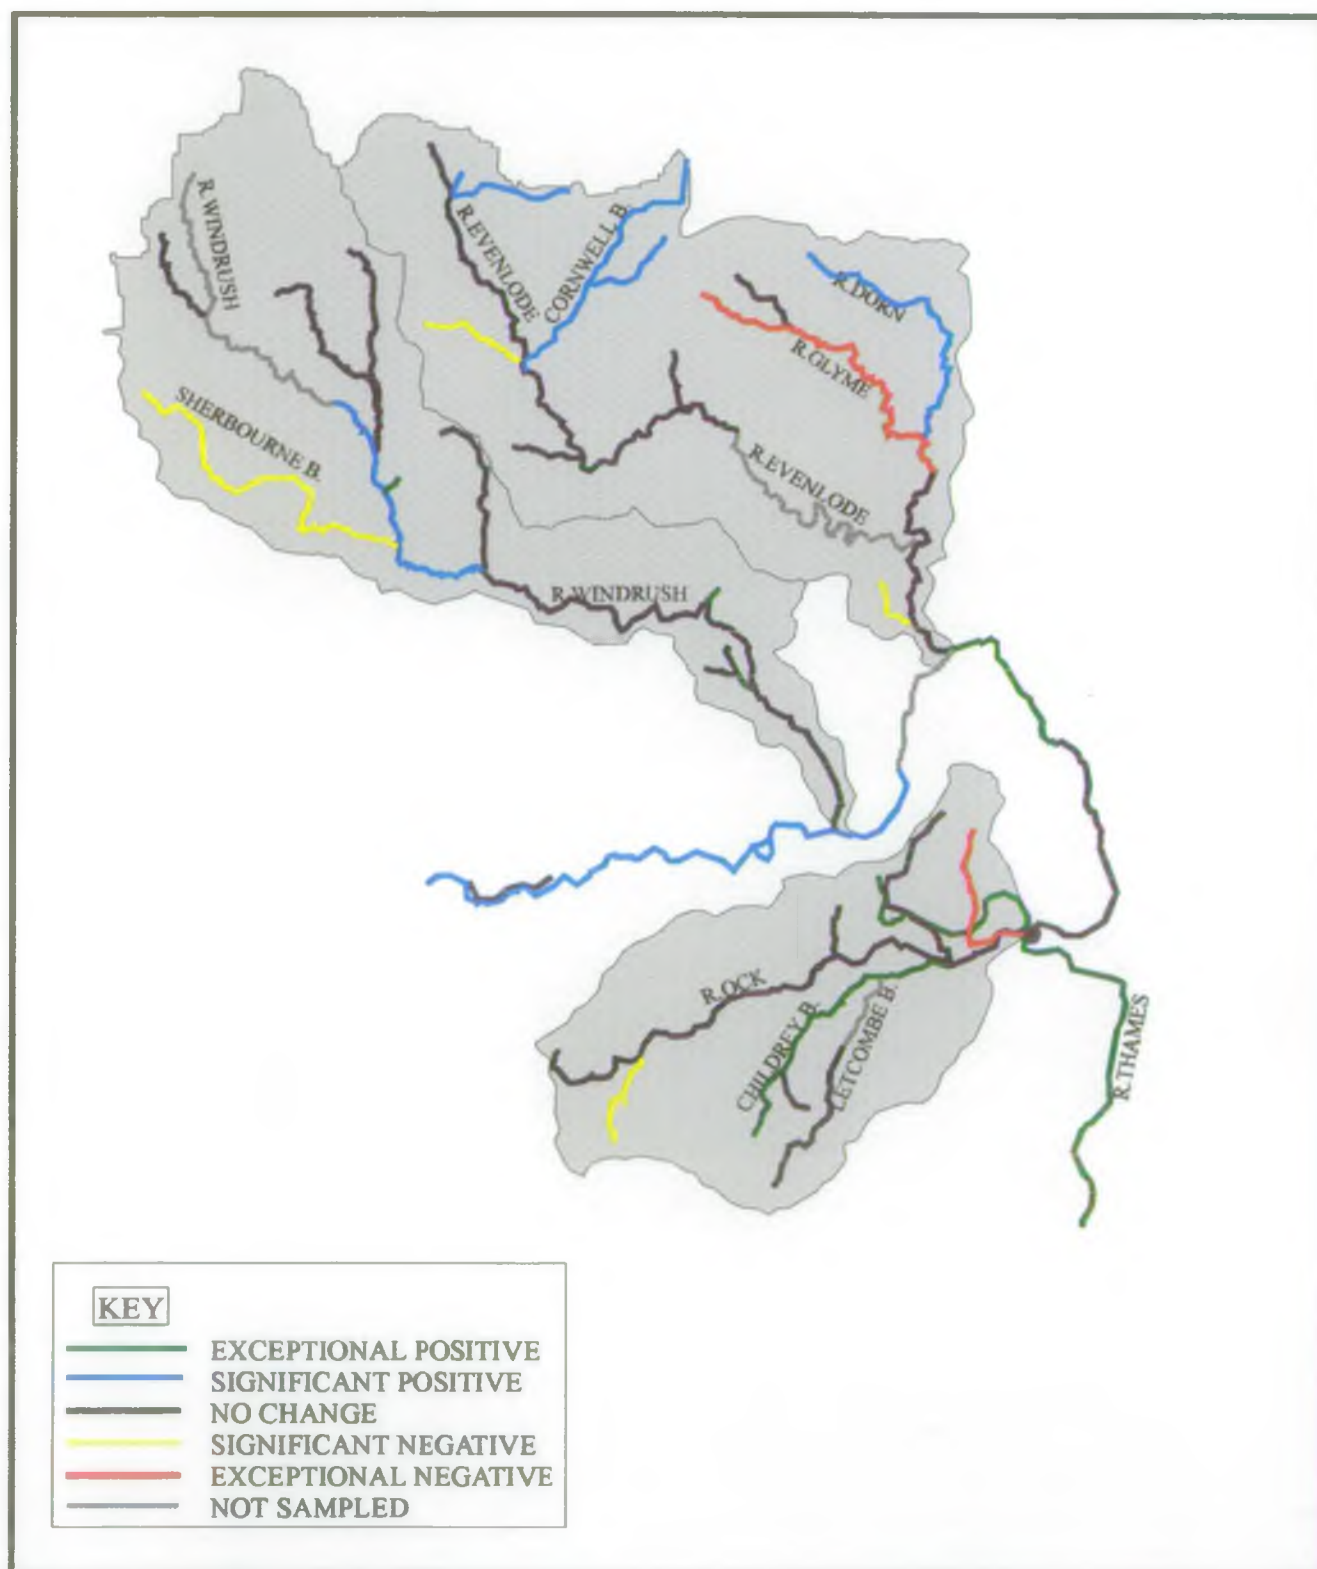 R. WINDRUSH
R.EVENLODE
CORNWELL B.
R.DORN
R.GLYME
SHERBOURNE B.
R.EVENLODE
R.WINDRUSH
R.OCK
CHILDREY B.
LETCOMBE B.
R.THAMES
KEY
EXCEPTIONAL POSITIVE
SIGNIFICANT POSITIVE
NO CHANGE
SIGNIFICANT NEGATIVE
EXCEPTIONAL NEGATIVE
NOT SAMPLED